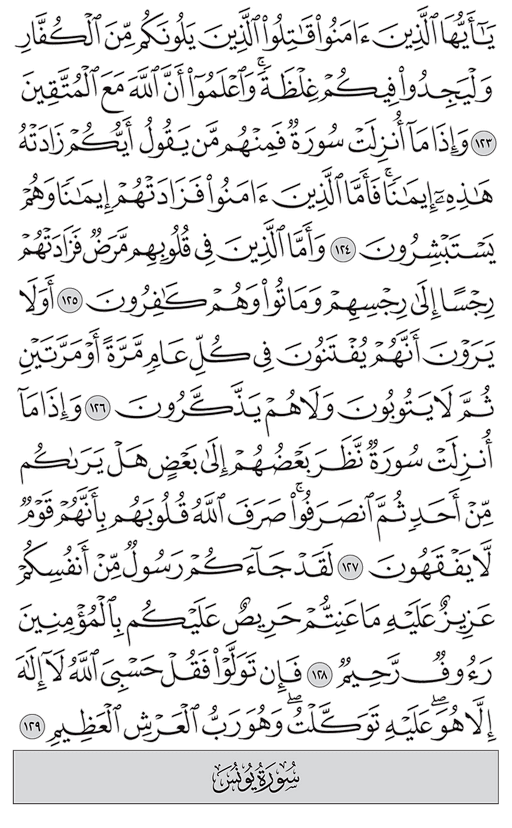 يَـٰٓأَيُّهَا ٱلَّذِينَ ءَامَنُوا۟ قَـٰتِلُوا۟ ٱلَّذِينَ يَلُونَكُم مِّنَ ٱلْكُفَّارِ
وَلْيَجِدُوا۟ فِيكُمْ غِلْظَةً ۚ وَٱعْلَمُوٓا۟ أَنَّ ٱللَّهَ مَعَ ٱلْمُتَّقِينَ
١٢٣ وَإِذَا مَآ أُنزِلَتْ سُورَةٌ فَمِنْهُم مَّن يَقُولُ أَيُّكُمْ زَادَتْهُ
هَـٰذِهِۦٓ إِيمَـٰنًا ۚ فَأَمَّا ٱلَّذِينَ ءَامَنُوا۟ فَزَادَتْهُمْ إِيمَـٰنًا وَهُمْ
يَسْتَبْشِرُونَ ١٢٤ وَأَمَّا ٱلَّذِينَ فِى قُلُوبِهِم مَّرَضٌ فَزَادَتْهُمْ
رِجْسًا إِلَىٰ رِجْسِهِمْ وَمَاتُوا۟ وَهُمْ كَـٰفِرُونَ ١٢٥ أَوَلَا
يَرَوْنَ أَنَّهُمْ يُفْتَنُونَ فِى كُلِّ عَامٍ مَّرَّةً أَوْ مَرَّتَيْنِ
ثُمَّ لَا يَتُوبُونَ وَلَا هُمْ يَذَّكَّرُونَ ١٢٦ وَإِذَا مَآ
أُنزِلَتْ سُورَةٌ نَّظَرَ بَعْضُهُمْ إِلَىٰ بَعْضٍ هَلْ يَرَىٰكُم
مِّنْ أَحَدٍ ثُمَّ ٱنصَرَفُوا۟ ۚ صَرَفَ ٱللَّهُ قُلُوبَهُم بِأَنَّهُمْ قَوْمٌ
لَّا يَفْقَهُونَ ١٢٧ لَقَدْ جَآءَكُمْ رَسُولٌ مِّنْ أَنفُسِكُمْ
عَزِيزٌ عَلَيْهِ مَا عَنِتُّمْ حَرِيصٌ عَلَيْكُم بِٱلْمُؤْمِنِينَ
رَءُوفٌ رَّحِيمٌ ١٢٨ فَإِن تَوَلَّوْا۟ فَقُلْ حَسْبِىَ ٱللَّهُ لَآ إِلَـٰهَ
إِلَّا هُوَ ۖ عَلَيْهِ تَوَكَّلْتُ ۖ وَهُوَ رَبُّ ٱلْعَرْشِ ٱلْعَظِيمِ ١٢٩
سُورَةُ يُونُسَ